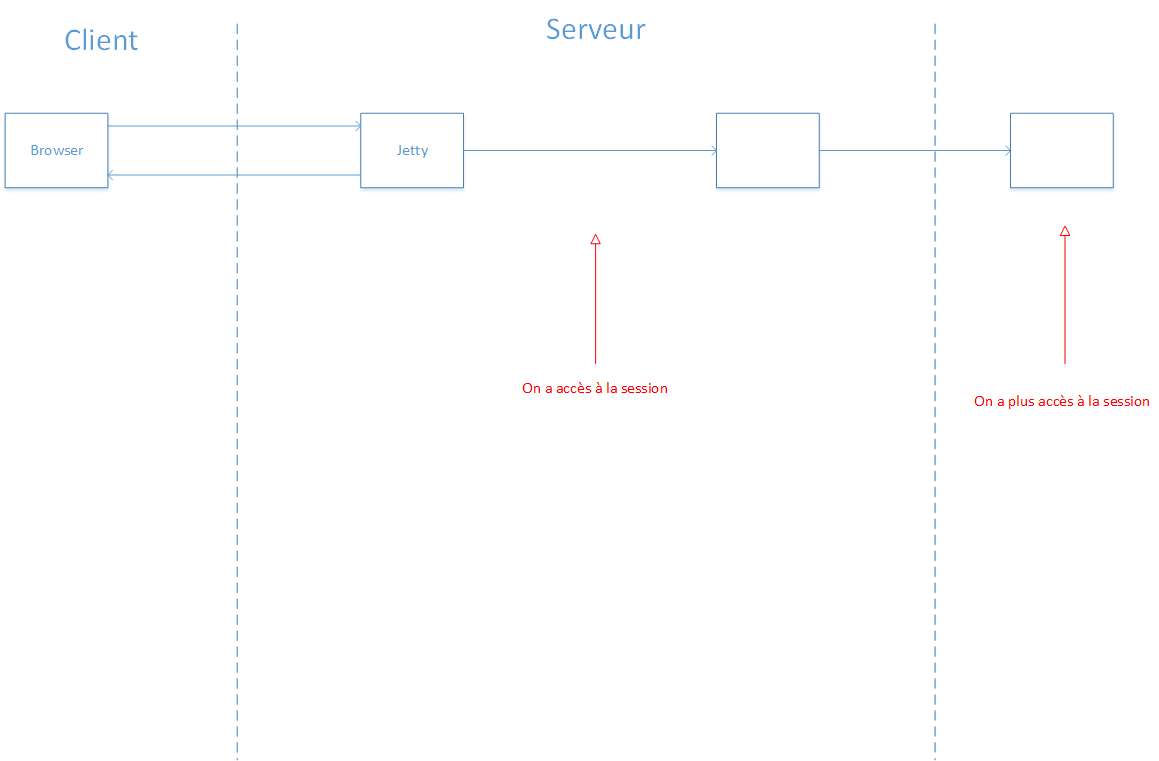 Client
Serveur
Browser
Jetty
On a accès à la session
On a plus accès à la session